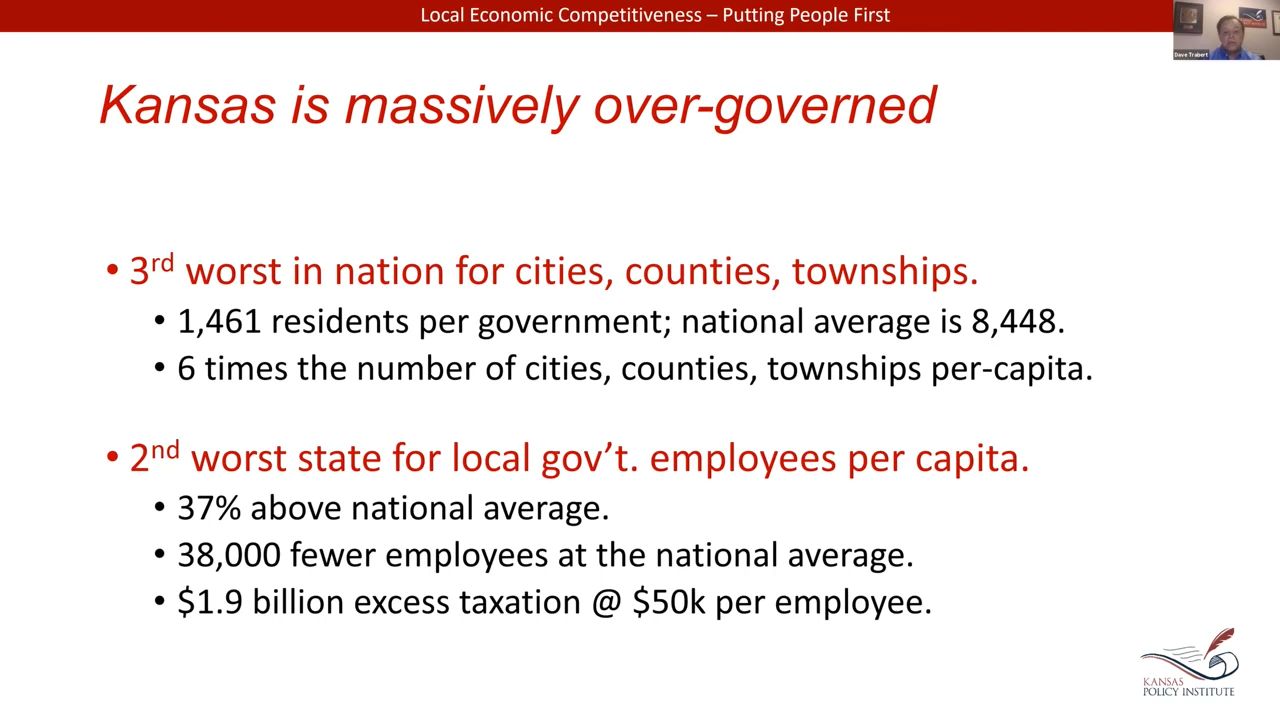 Local Economic Competitiveness – Putting People First
Dave Trabert
Kansas is massively over-governed
• 3rd worst in nation for cities, counties, townships.
• 1,461 residents per government; national average is 8,448.
• 6 times the number of cities, counties, townships per-capita.
• 2nd worst state for local gov’t. employees per capita.
• 37% above national average.
• 38,000 fewer employees at the national average.
• $1.9 billion excess taxation @ $50k per employee.
KANSAS
POLICY INSTITUTE